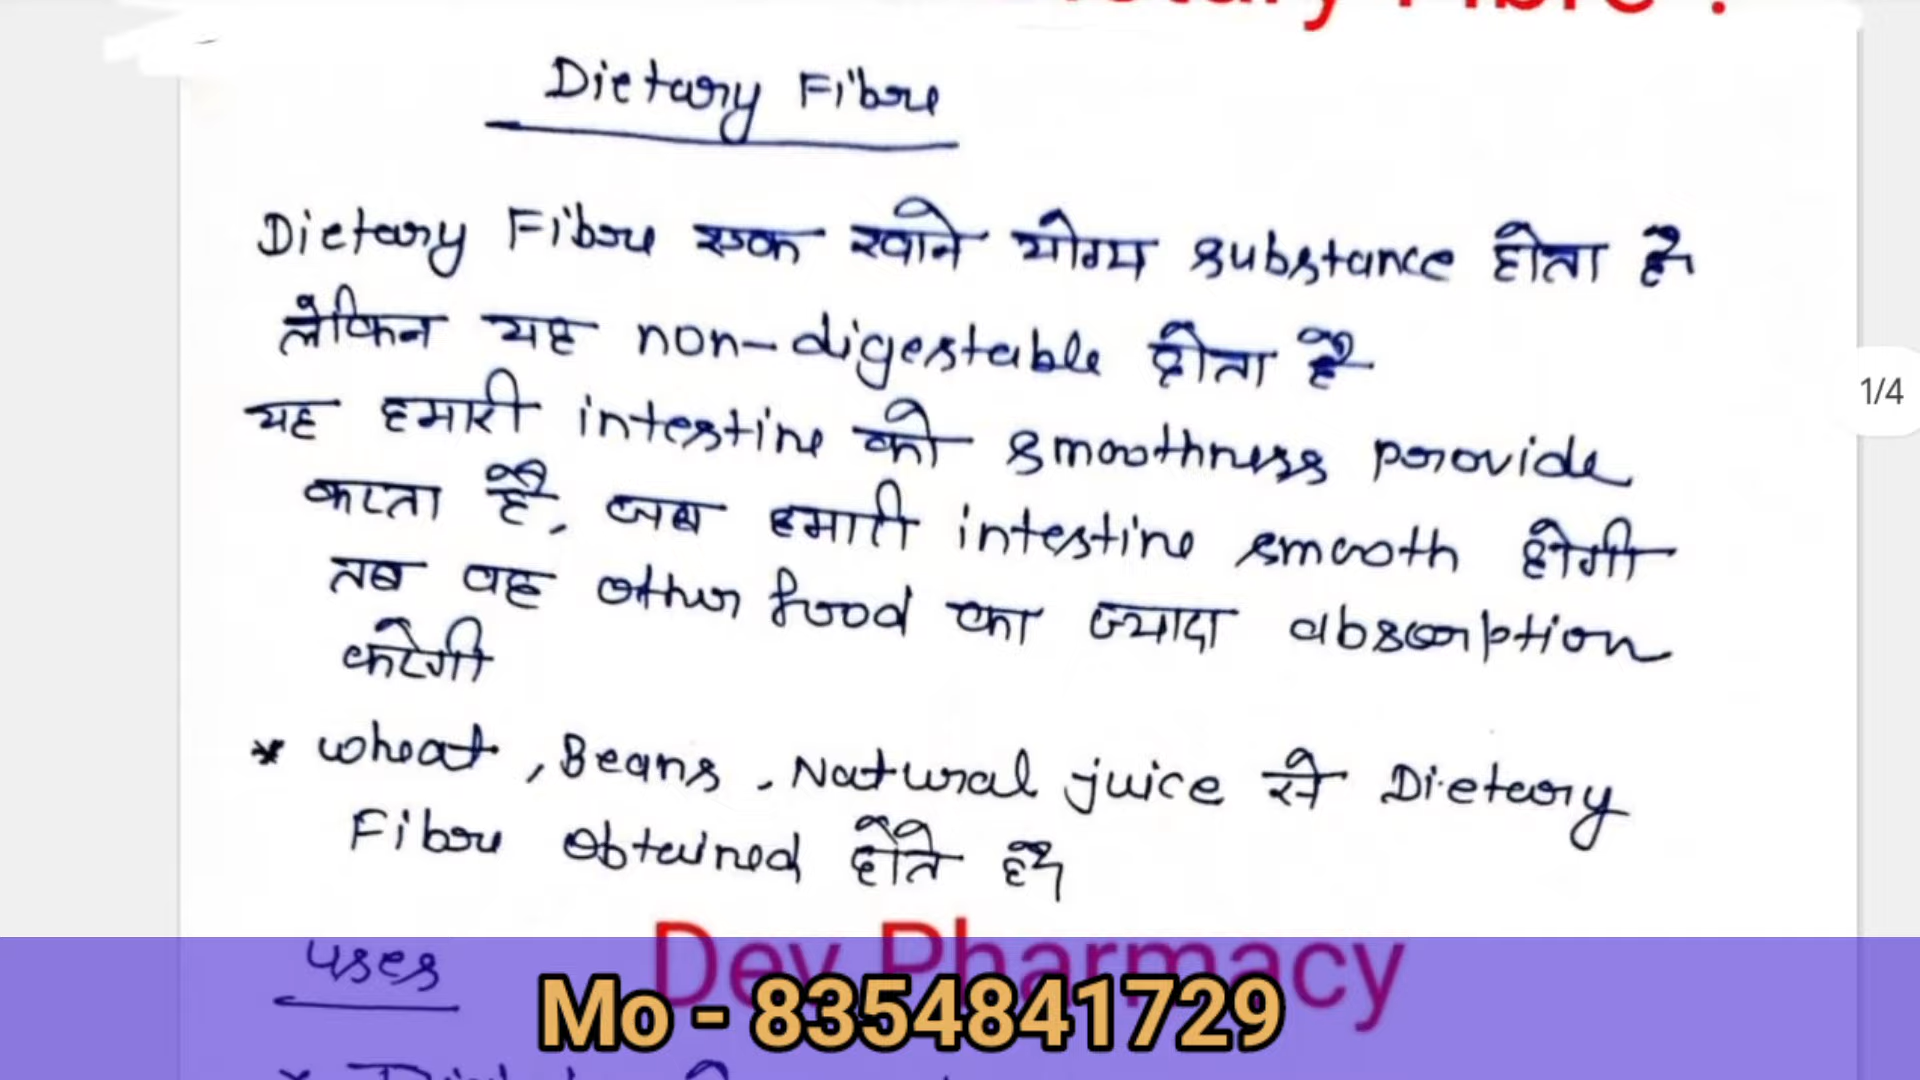 Dietary Fibre
Dietary Fibre एक खाने योग्य substance होता है
लेकिन यह non-digestable होता है
यह हमारी intestine को smoothness provide
करता है, जब हमारी intestine smooth होगी
तब वह other food का ज्यादा absorption
करेगी
* wheat, Beans, Natural juice से Dietary
Fibre obtained होते हैं
uses
Dev Pharmacy
Mo - 8354841729
1/4